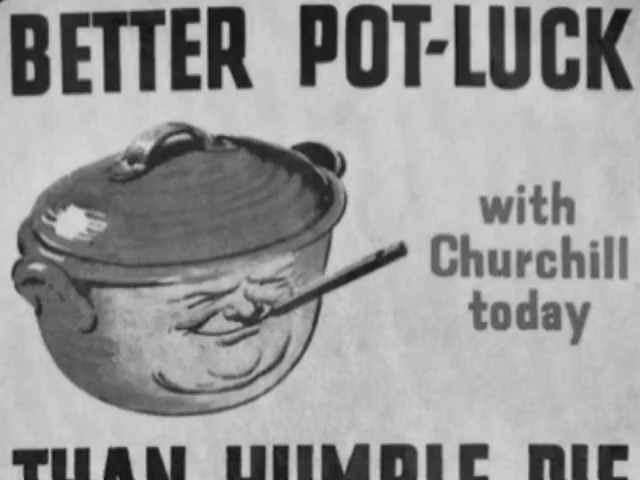 BETTER POT-LUCK
with
Churchill
today
THAN HUMBLE PIE